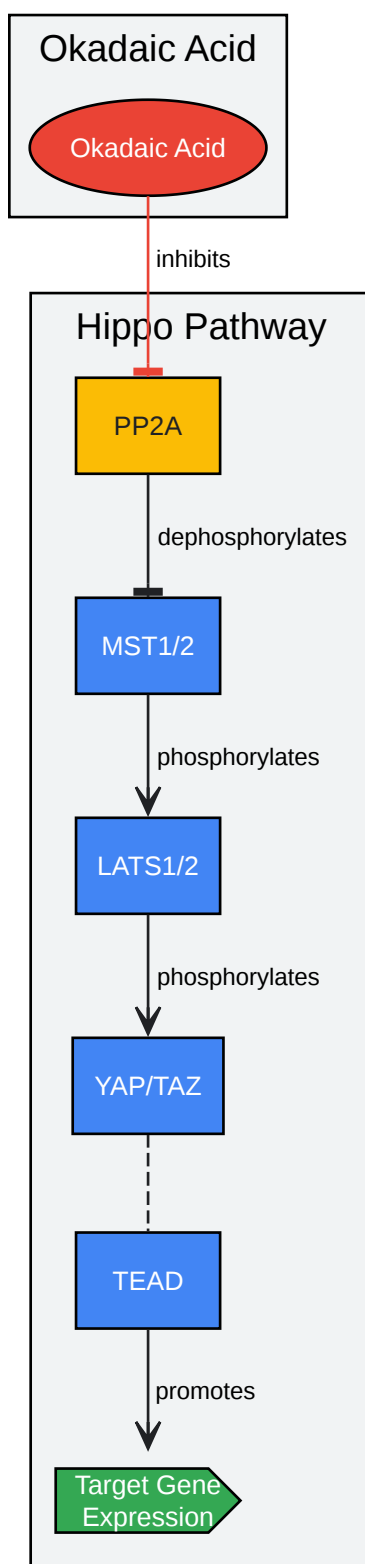 Okadaic Acid
Okadaic Acid
inhibits
Hippo Pathway
PP2A
dephosphorylates
MST1/2
phosphorylates
LATS1/2
phosphorylates
YAP/TAZ
TEAD
promotes
Target Gene
Expression